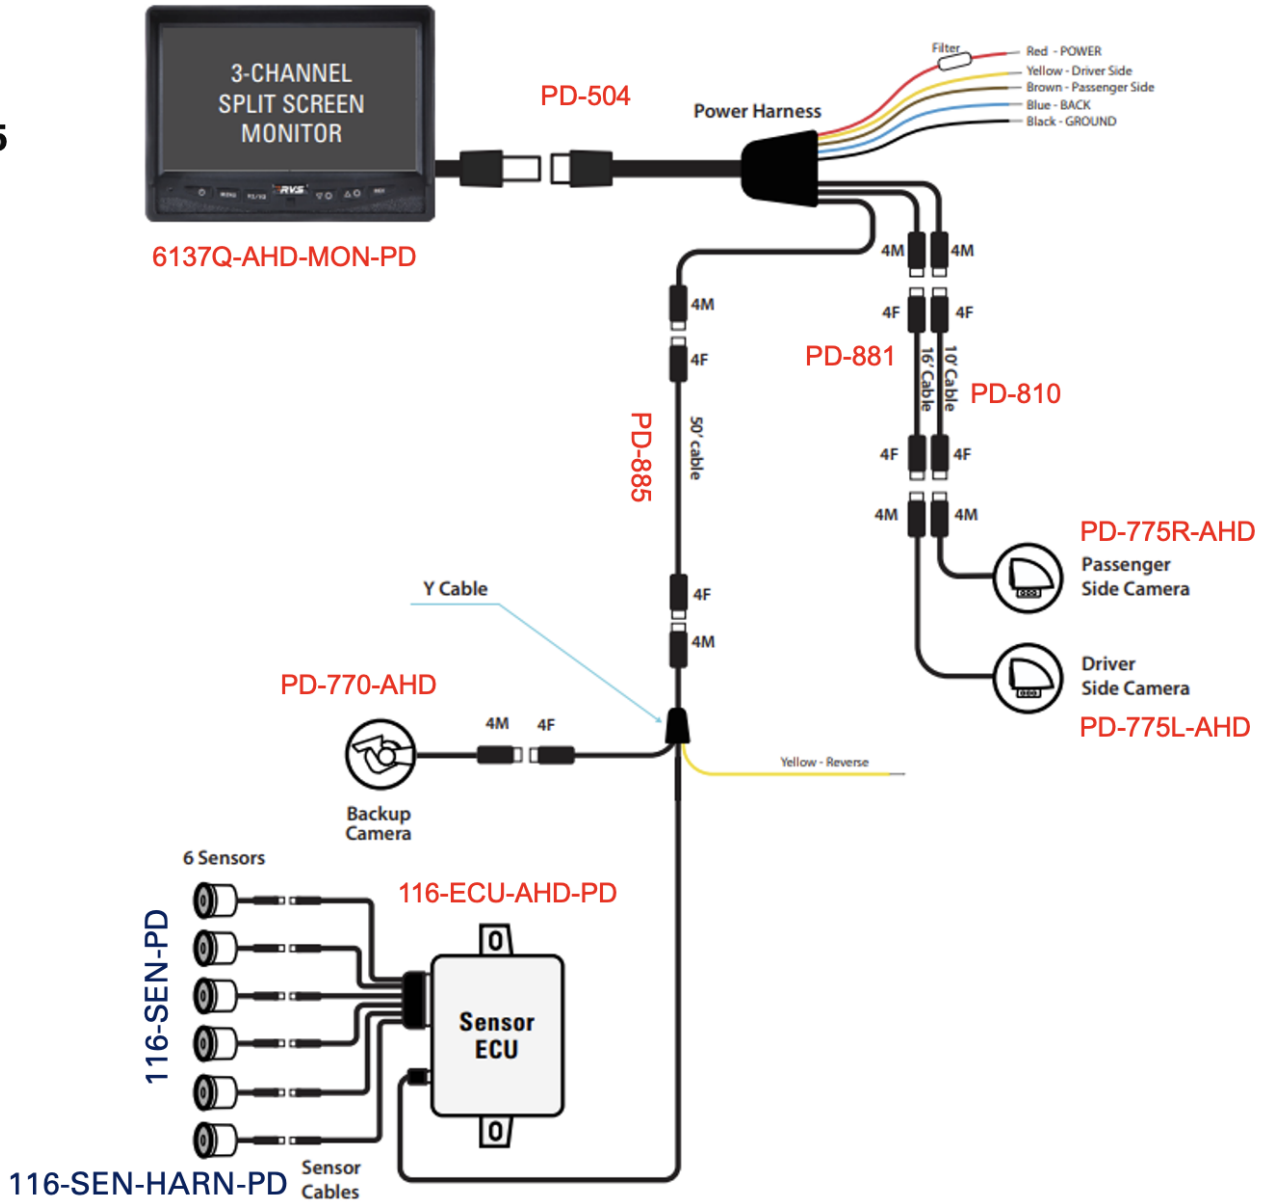 5
3-CHANNEL
SPLIT SCREEN
MONITOR
RVS
MENU
6137Q-AHD-MON-PD
PD-504
Power Harness
Filter
Red - POWER
Yellow - Driver Side
Brown - Passenger Side
Blue - BACK
Black - GROUND
4M
4M
4M
4F
4F
4F
PD-881
16' Cable
10' Cable
PD-810
PD-885
50' cable
4F
4F
4M
4M
4F
4M
PD-775R-AHD
Passenger
Side Camera
Driver
Side Camera
PD-775L-AHD
Y Cable
PD-770-AHD
4M
4F
Yellow - Reverse
Backup
Camera
6 Sensors
116-SEN-PD
116-ECU-AHD-PD
Sensor
ECU
116-SEN-HARN-PD
Sensor
Cables